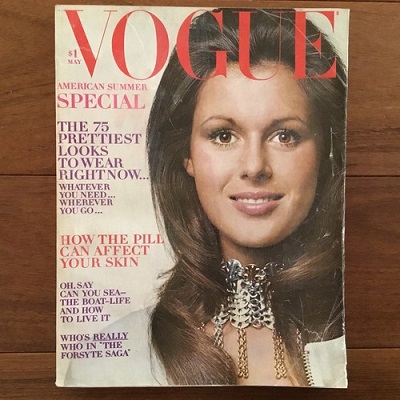 VOGUE
$1
MAY
AMERICAN SUMMER
SPECIAL
THE 75
PRETTIEST
LOOKS
TO WEAR
RIGHT NOW...
WHATEVER
YOU NEED...
WHEREVER
YOU GO...
HOW THE PILL
CAN AFFECT
YOUR SKIN
OH, SAY
CAN YOU SEA—
THE BOAT-LIFE
AND HOW
TO LIVE IT
WHO'S REALLY
WHO IN "THE
FORSYTE SAGA"